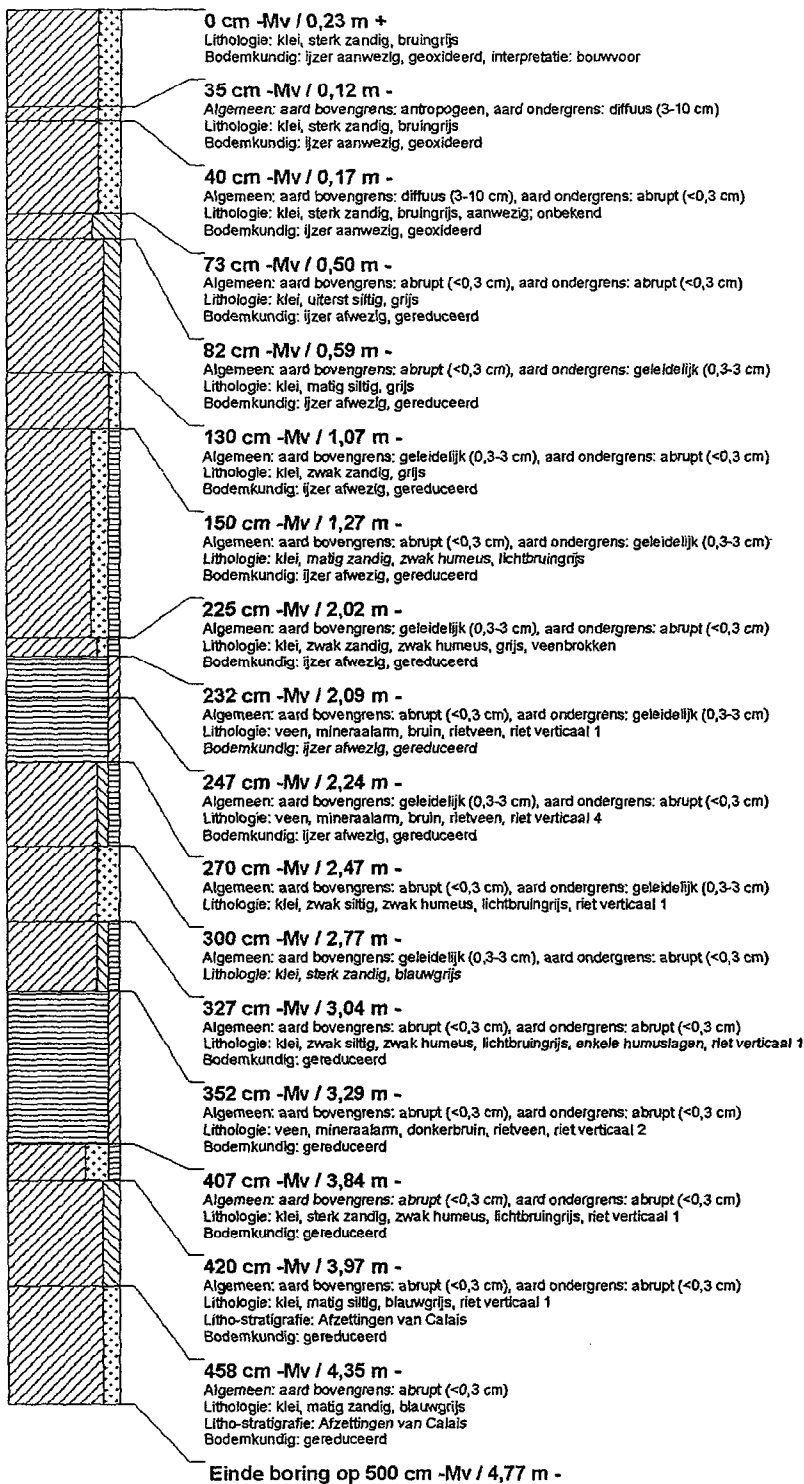 0 cm -Mv / 0,23 m +
Lithologie: klei, sterk zandig, bruingrijs
Bodemkundig: ijzer aanwezig, geoxideerd, interpretatie: bouwvoor
35 cm -Mv / 0,12 m -
Algemeen: aard bovengrens: antropogeen, aard ondergrens: diffuus (3-10 cm)
Lithologie: klei, sterk zandig, bruingrijs
Bodemkundig: ijzer aanwezig, geoxideerd
40 cm -Mv / 0,17 m -
Algemeen: aard bovengrens: diffuus (3-10 cm), aard ondergrens: abrupt (<0,3 cm)
Lithologie: klei, sterk zandig, bruingrijs, aanwezig; onbekend
Bodemkundig: ijzer aanwezig, geoxideerd
73 cm -Mv / 0,50 m -
Algemeen: aard bovengrens: abrupt (<0,3 cm), aard ondergrens: abrupt (<0,3 cm)
Lithologie: klei, uiterst siltig, grijs
Bodemkundig: ijzer afwezig, gereduceerd
82 cm -Mv / 0,59 m -
Algemeen: aard bovengrens: abrupt (<0,3 cm), aard ondergrens: geleidelijk (0,3-3 cm)
Lithologie: klei, matig siltig, grijs
Bodemkundig: ijzer afwezig, gereduceerd
130 cm -Mv / 1,07 m -
Algemeen: aard bovengrens: geleidelijk (0,3-3 cm), aard ondergrens: abrupt (<0,3 cm)
Lithologie: klei, zwak zandig, grijs
Bodemkundig: ijzer afwezig, gereduceerd
150 cm -Mv / 1,27 m -
Algemeen: aard bovengrens: abrupt (<0,3 cm), aard ondergrens: geleidelijk (0,3-3 cm)
Lithologie: klei, matig zandig, zwak humeus, lichtbruingrijs
Bodemkundig: ijzer afwezig, gereduceerd
225 cm -Mv / 2,02 m -
Algemeen: aard bovengrens: geleidelijk (0,3-3 cm), aard ondergrens: abrupt (<0,3 cm)
Lithologie: klei, zwak zandig, zwak humeus, grijs, veenbrokken
Bodemkundig: ijzer afwezig, gereduceerd
232 cm -Mv / 2,09 m -
Algemeen: aard bovengrens: abrupt (<0,3 cm), aard ondergrens: geleidelijk (0,3-3 cm)
Lithologie: veen, mineraalarm, bruin, rietveen, riet verticaal 1
Bodemkundig: ijzer afwezig, gereduceerd
247 cm -Mv / 2,24 m -
Algemeen: aard bovengrens: geleidelijk (0,3-3 cm), aard ondergrens: abrupt (<0,3 cm)
Lithologie: veen, mineraalarm, bruin, rietveen, riet verticaal 4
Bodemkundig: ijzer afwezig, gereduceerd
270 cm -Mv / 2,47 m -
Algemeen: aard bovengrens: abrupt (<0,3 cm), aard ondergrens: geleidelijk (0,3-3 cm)
Lithologie: klei, zwak siltig, zwak humeus, lichtbruingrijs, riet verticaal 1
300 cm -Mv / 2,77 m -
Algemeen: aard bovengrens: geleidelijk (0,3-3 cm), aard ondergrens: abrupt (<0,3 cm)
Lithologie: klei, sterk zandig, blauwgrijs
327 cm -Mv / 3,04 m -
Algemeen: aard bovengrens: abrupt (<0,3 cm), aard ondergrens: abrupt (<0,3 cm)
Lithologie: klei, zwak siltig, zwak humeus, lichtbruingrijs, enkele humuslagen, riet verticaal 1
Bodemkundig: gereduceerd
352 cm -Mv / 3,29 m -
Algemeen: aard bovengrens: abrupt (<0,3 cm), aard ondergrens: abrupt (<0,3 cm)
Lithologie: veen, mineraalarm, donkerbruin, rietveen, riet verticaal 2
Bodemkundig: gereduceerd
407 cm -Mv / 3,84 m -
Algemeen: aard bovengrens: abrupt (<0,3 cm), aard ondergrens: abrupt (<0,3 cm)
Lithologie: klei, sterk zandig, zwak humeus, lichtbruingrijs, riet verticaal 1
Bodemkundig: gereduceerd
420 cm -Mv / 3,97 m -
Algemeen: aard bovengrens: abrupt (<0,3 cm), aard ondergrens: abrupt (<0,3 cm)
Lithologie: klei, matig siltig, blauwgrijs, riet verticaal 1
Litho-stratigrafie: Afzettingen van Calais
Bodemkundig: gereduceerd
458 cm -Mv / 4,35 m -
Algemeen: aard bovengrens: abrupt (<0,3 cm)
Lithologie: klei, matig zandig, blauwgrijs
Litho-stratigrafie: Afzettingen van Calais
Bodemkundig: gereduceerd
Einde boring op 500 cm -Mv / 4,77 m -